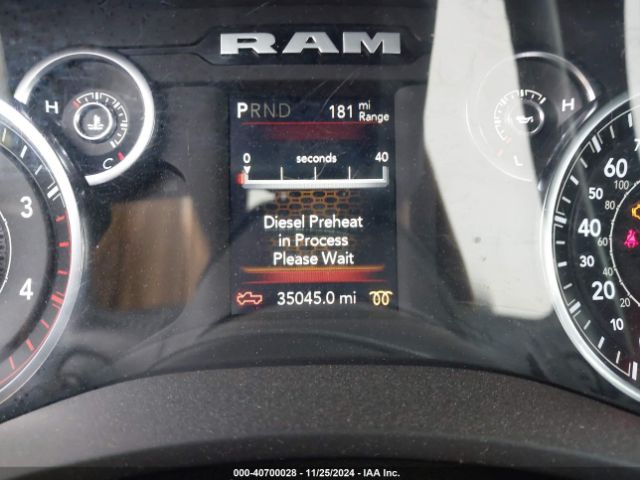 RAM
H
C
PRND
181 mi Range
0 seconds 40
Diesel Preheat
in Process
Please Wait
35045.0 mi
H
L
3
4
60
40
20
100
80
60
40
20
50
30
10
000-40700028 - 11/25/2024 - IAA Inc.